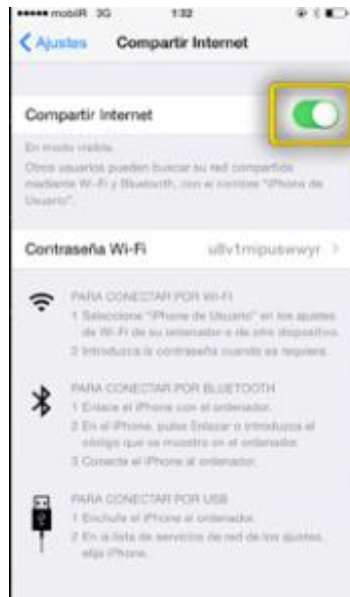 mobilR 3G 1:32
Ajustes Compartir Internet
Compartir Internet
En modo visible.
Otros usuarios pueden buscar su red compartida
mediante Wi-Fi y Bluetooth, con el nombre "iPhone de
Usuario".
Contraseña Wi-Fi u8v1mipuswwyr
PARA CONECTAR POR WI-FI
1 Seleccione "iPhone de Usuario" en los ajustes
de Wi-Fi de su ordenador o de otro dispositivo.
2 Introduzca la contraseña cuando se requiera.
PARA CONECTAR POR BLUETOOTH
1 Enlace el iPhone con el ordenador.
2 En el iPhone, pulse Enlazar o introduzca el
código que se muestra en el ordenador.
3 Conecte el iPhone al ordenador.
PARA CONECTAR POR USB
1 Enchufe el iPhone al ordenador.
2 En la lista de servicios de red de los ajustes,
elija iPhone.